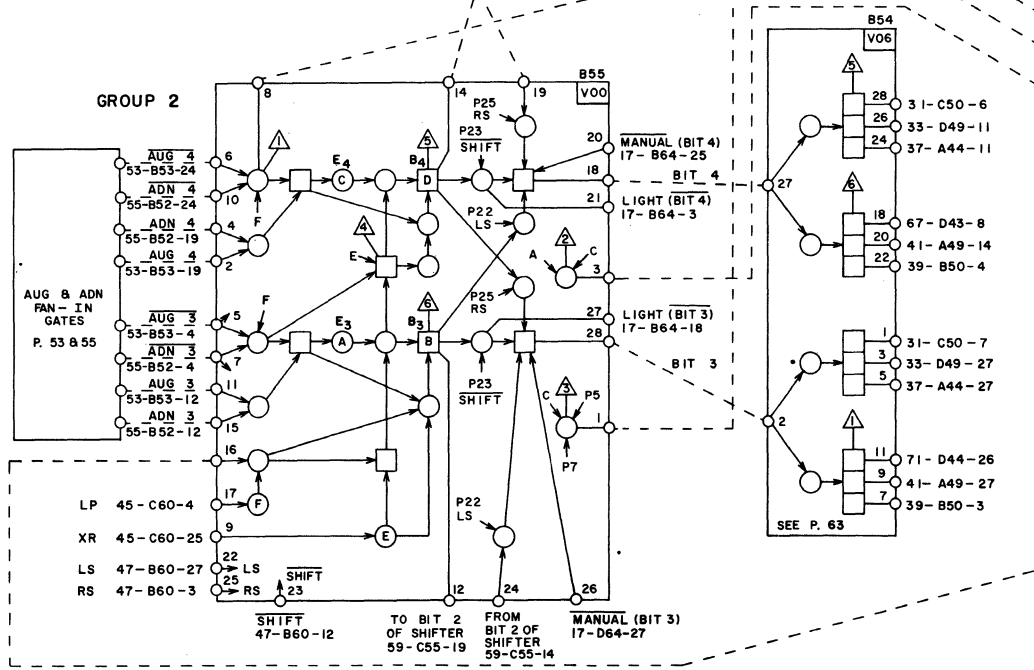 GROUP 2
B55
V00
B54
V06
8
14
19
P25
RS
P23
SHIFT
20
MANUAL (BIT 4)
17-B64-25
18
BIT 4
21
LIGHT (BIT 4)
17-B64-3
AUG 4
53-B53-24
6
ADN 4
55-B52-24
10
ADN 4
55-B52-19
4
AUG 4
53-B53-19
2
1
F
E4
C
B4
5
D
P22
LS
4
E
2
A
C
3
AUG & ADN
FAN-IN
GATES
P. 53 & 55
AUG 3
53-B53-4
5
ADN 3
55-B52-4
7
AUG 3
53-B53-12
11
ADN 3
55-B52-12
15
F
E3
A
B3
6
B
P25
RS
P23
SHIFT
27
LIGHT (BIT 3)
17-B64-18
28
BIT 3
3
C
P5
P7
1
16
17
LP 45-C60-4
F
9
XR 45-C60-25
E
P22
LS
22
LS 47-B60-27
LS
25
RS 47-B60-3
RS
SHIFT
23
SHIFT
47-B60-12
12
TO BIT 2
OF SHIFTER
59-C55-19
24
FROM
BIT 2 OF
SHIFTER
59-C55-14
26
MANUAL (BIT 3)
17-D64-27
27
5
28
31-C50-6
26
33-D49-11
24
37-A44-11
6
18
67-D43-8
20
41-A49-14
22
39-B50-4
2
1
31-C50-7
3
33-D49-27
5
37-A44-27
1
11
71-D44-26
9
41-A49-27
7
39-B50-3
SEE P. 63